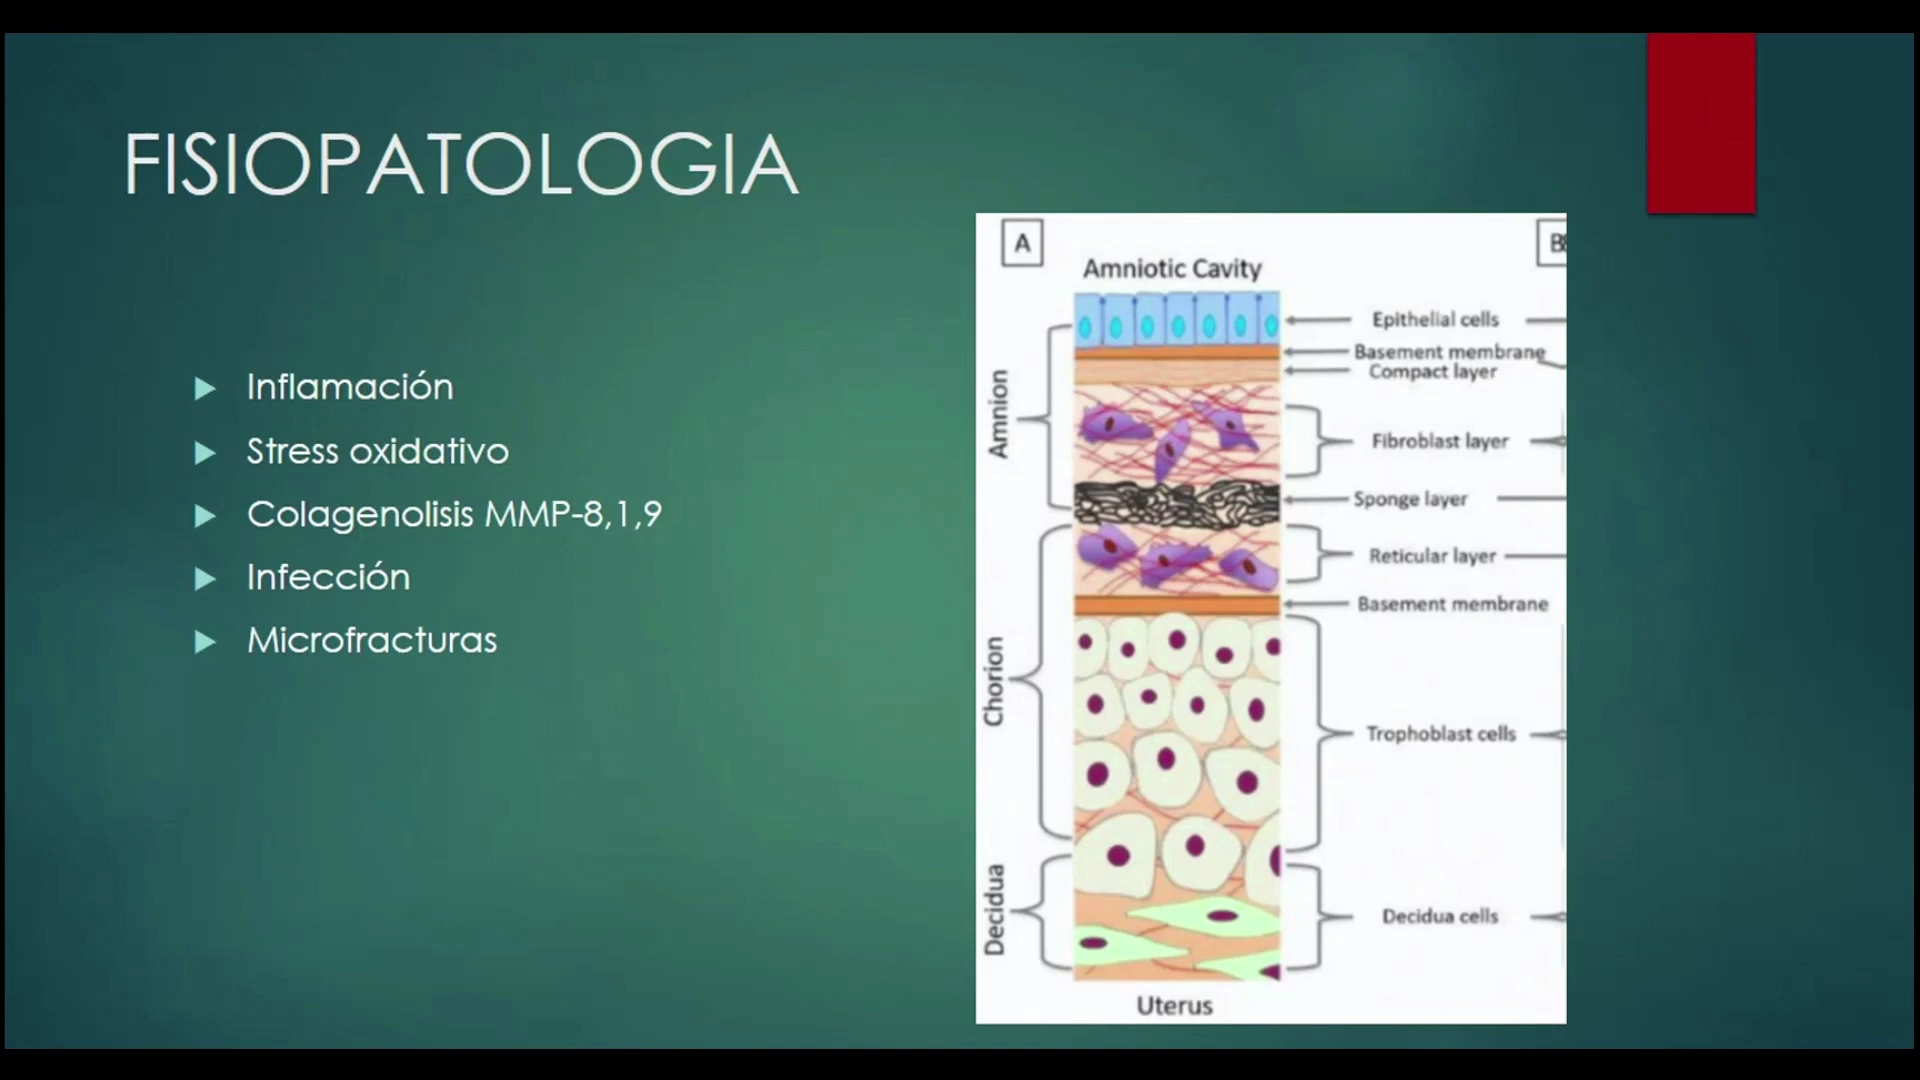 FISIOPATOLOGIA
Inflamación
Stress oxidativo
Colagenolisis MMP-8,1,9
Infección
Microfracturas
A
Amniotic Cavity
Epithelial cells
Basement membrane
Compact layer
Fibroblast layer
Sponge layer
Reticular layer
Basement membrane
Trophoblast cells
Decidua cells
Amnion
Chorion
Decidua
Uterus